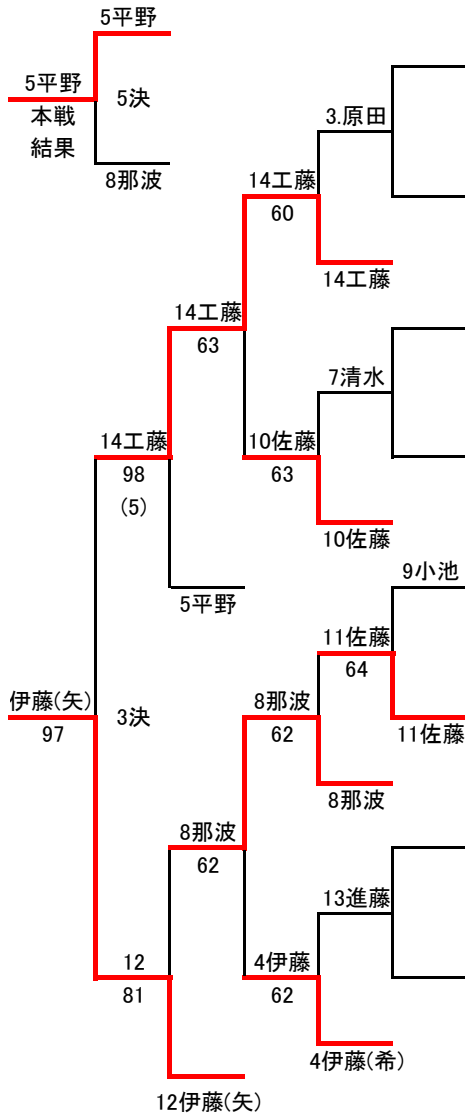 5平野
5平野
5決
本戦
結果
8那波
3.原田
14工藤
60
14工藤
14工藤
63
7清水
14工藤
98
(5)
10佐藤
63
10佐藤
9小池
5平野
11佐藤
64
伊藤(矢)
97
3決
8那波
62
11佐藤
8那波
8那波
62
13進藤
12
81
4伊藤
62
4伊藤(希)
12伊藤(矢)